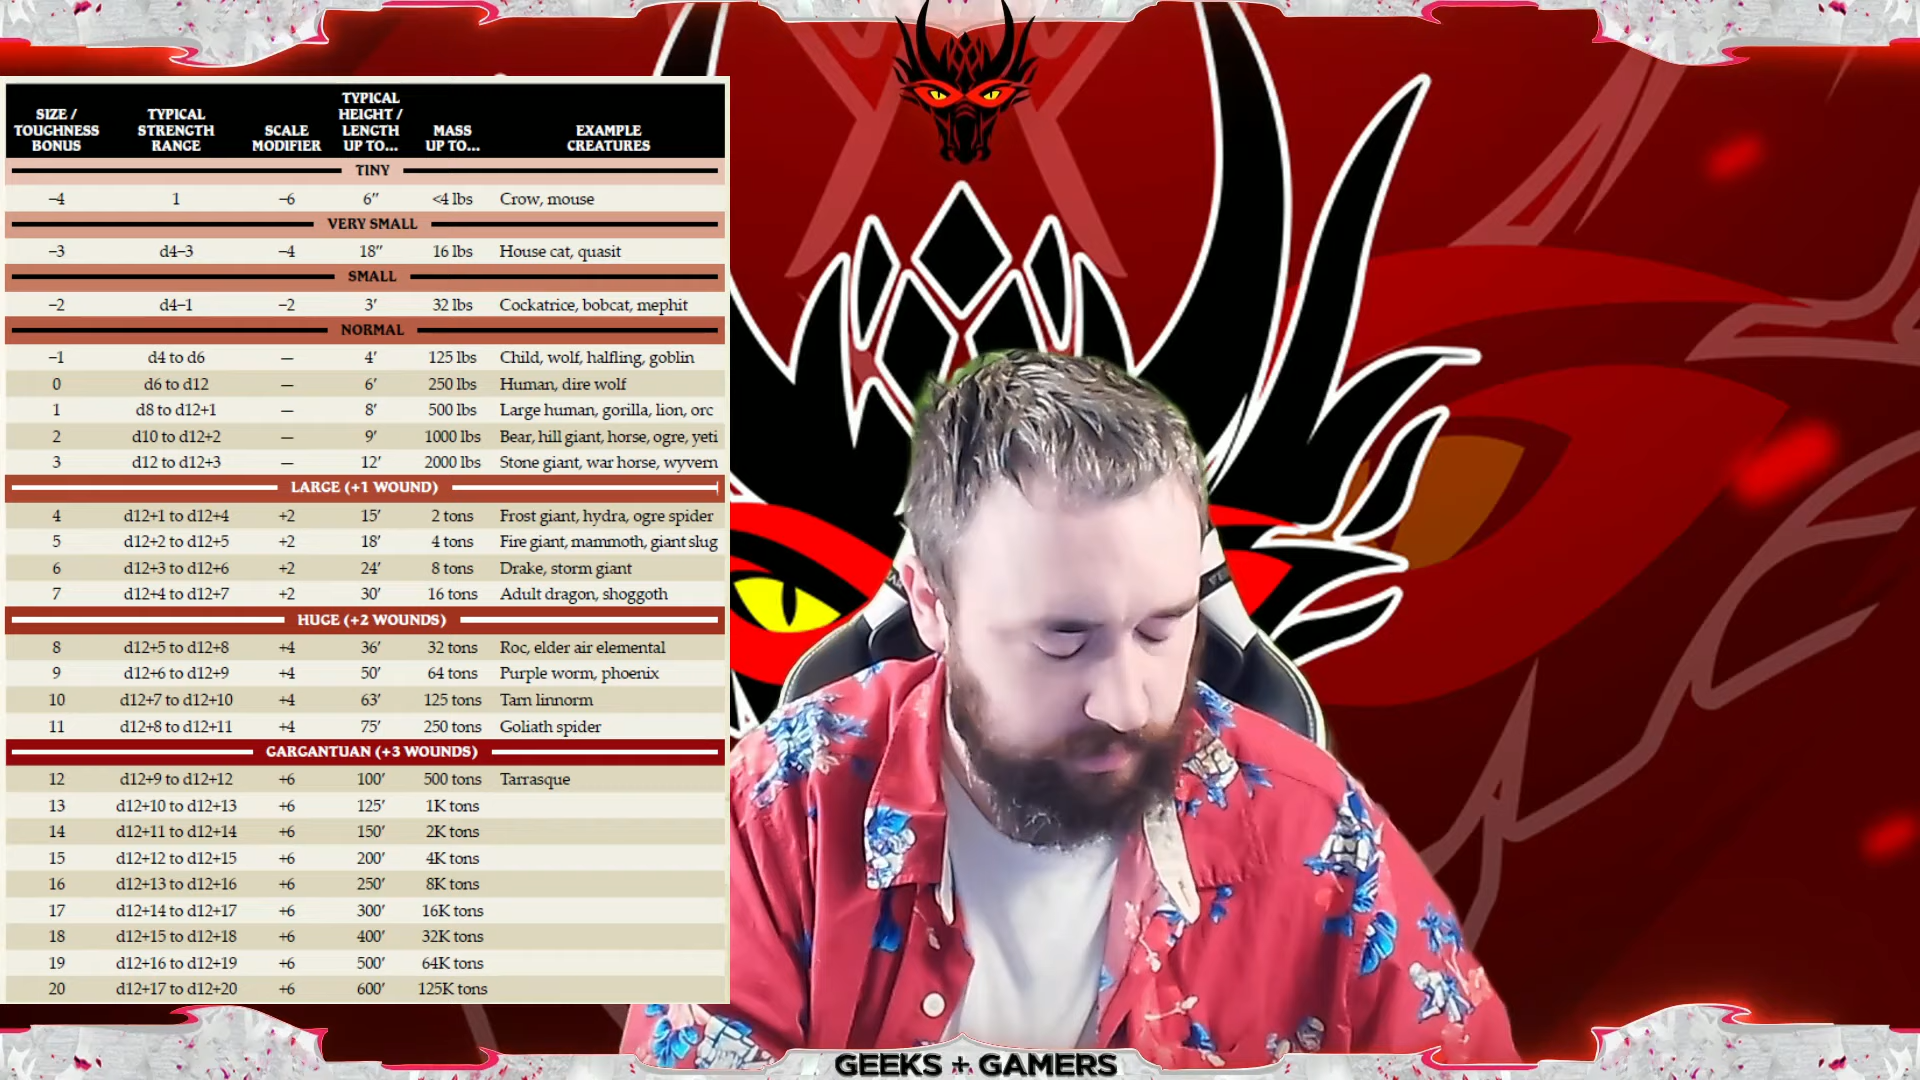 SIZE / TOUGHNESS BONUS TYPICAL STRENGTH RANGE SCALE MODIFIER TYPICAL HEIGHT / LENGTH UP TO... MASS UP TO... EXAMPLE CREATURES
TINY
−4 1 −6 6″ <4 lbs Crow, mouse
VERY SMALL
−3 d4−3 −4 18″ 16 lbs House cat, quasit
SMALL
−2 d4−1 −2 3′ 32 lbs Cockatrice, bobcat, mephit
NORMAL
−1 d4 to d6 — 4′ 125 lbs Child, wolf, halfling, goblin
0 d6 to d12 — 6′ 250 lbs Human, dire wolf
1 d8 to d12+1 — 8′ 500 lbs Large human, gorilla, lion, orc
2 d10 to d12+2 — 9′ 1000 lbs Bear, hill giant, horse, ogre, yeti
3 d12 to d12+3 — 12′ 2000 lbs Stone giant, war horse, wyvern
LARGE (+1 WOUND)
4 d12+1 to d12+4 +2 15′ 2 tons Frost giant, hydra, ogre spider
5 d12+2 to d12+5 +2 18′ 4 tons Fire giant, mammoth, giant slug
6 d12+3 to d12+6 +2 24′ 8 tons Drake, storm giant
7 d12+4 to d12+7 +2 30′ 16 tons Adult dragon, shoggoth
HUGE (+2 WOUNDS)
8 d12+5 to d12+8 +4 36′ 32 tons Roc, elder air elemental
9 d12+6 to d12+9 +4 50′ 64 tons Purple worm, phoenix
10 d12+7 to d12+10 +4 63′ 125 tons Tarn linnorm
11 d12+8 to d12+11 +4 75′ 250 tons Goliath spider
GARGANTUAN (+3 WOUNDS)
12 d12+9 to d12+12 +6 100′ 500 tons Tarrasque
13 d12+10 to d12+13 +6 125′ 1K tons
14 d12+11 to d12+14 +6 150′ 2K tons
15 d12+12 to d12+15 +6 200′ 4K tons
16 d12+13 to d12+16 +6 250′ 8K tons
17 d12+14 to d12+17 +6 300′ 16K tons
18 d12+15 to d12+18 +6 400′ 32K tons
19 d12+16 to d12+19 +6 500′ 64K tons
20 d12+17 to d12+20 +6 600′ 125K tons
GEEKS + GAMERS